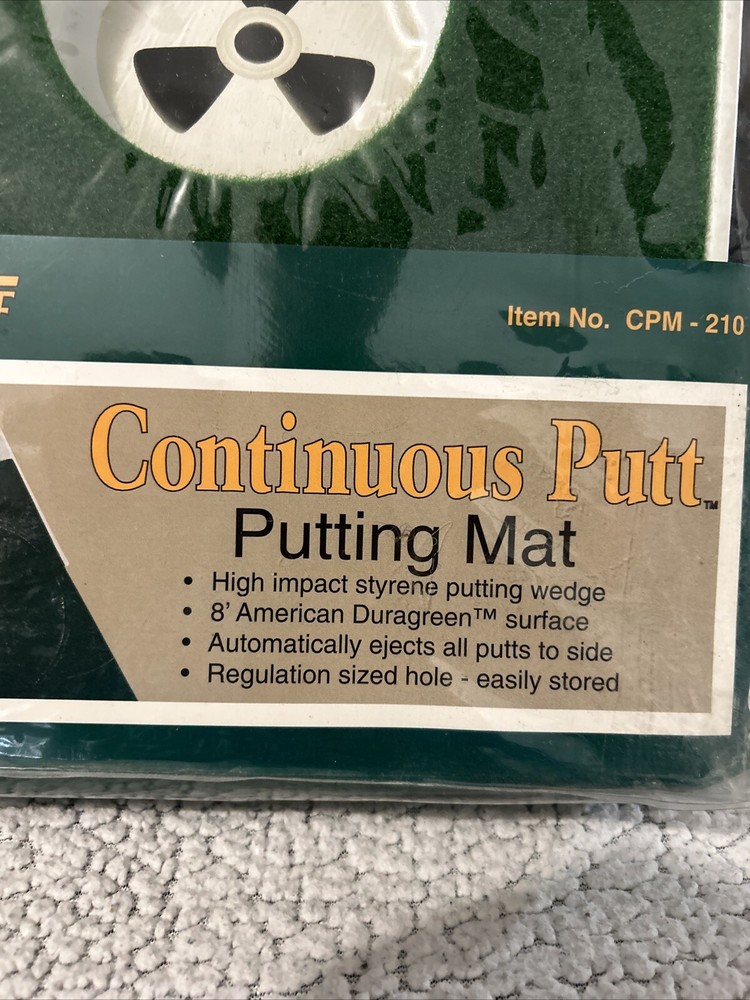 Item No. CPM - 210
Continuous Putt™
Putting Mat
• High impact styrene putting wedge
• 8' American Duragreen™ surface
• Automatically ejects all putts to side
• Regulation sized hole - easily stored